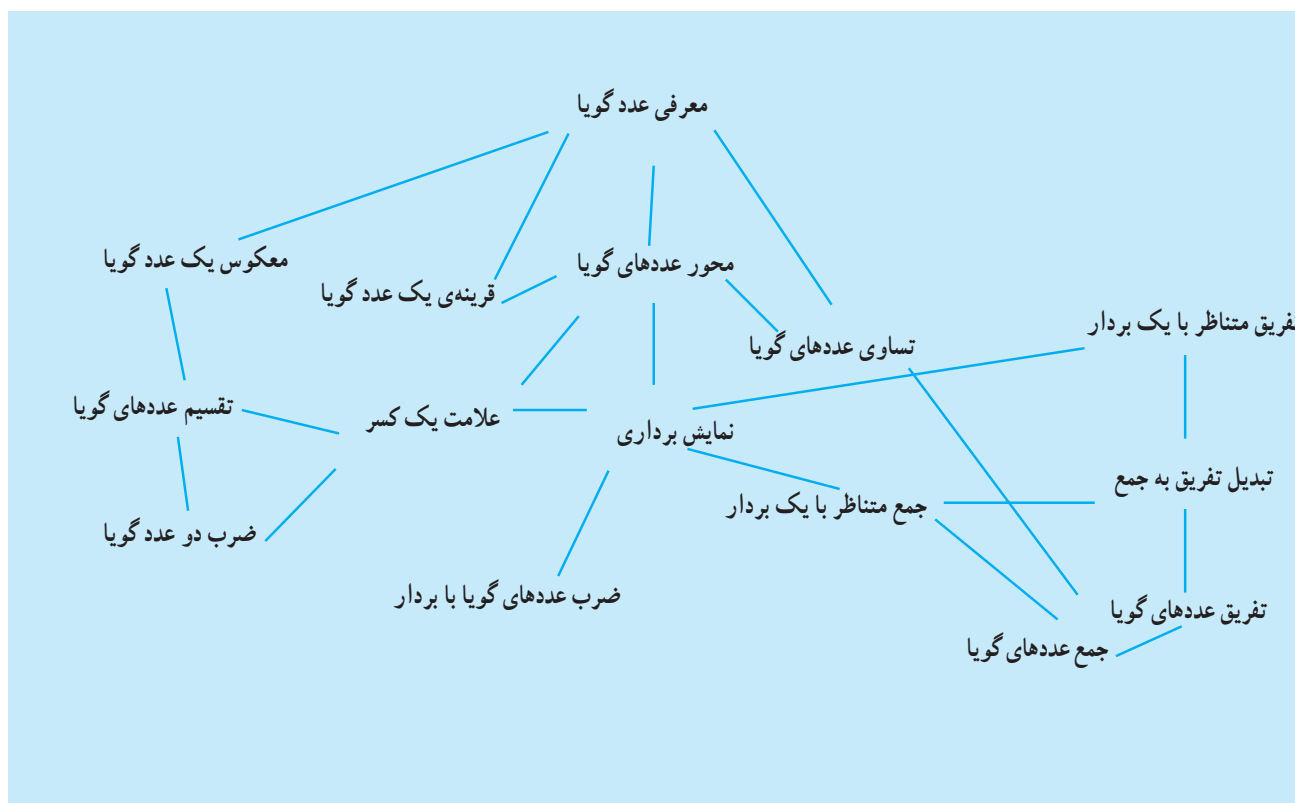 معرفی عدد گویا
معکوس یک عدد گویا
محور عددهای گویا
قرینه‌ی یک عدد گویا
تفریق متناظر با یک بردار
تساوی عددهای گویا
تقسیم عددهای گویا
علامت یک کسر
نمایش برداری
تبدیل تفریق به جمع
جمع متناظر با یک بردار
ضرب دو عدد گویا
ضرب عددهای گویا با بردار
تفریق عددهای گویا
جمع عددهای گویا